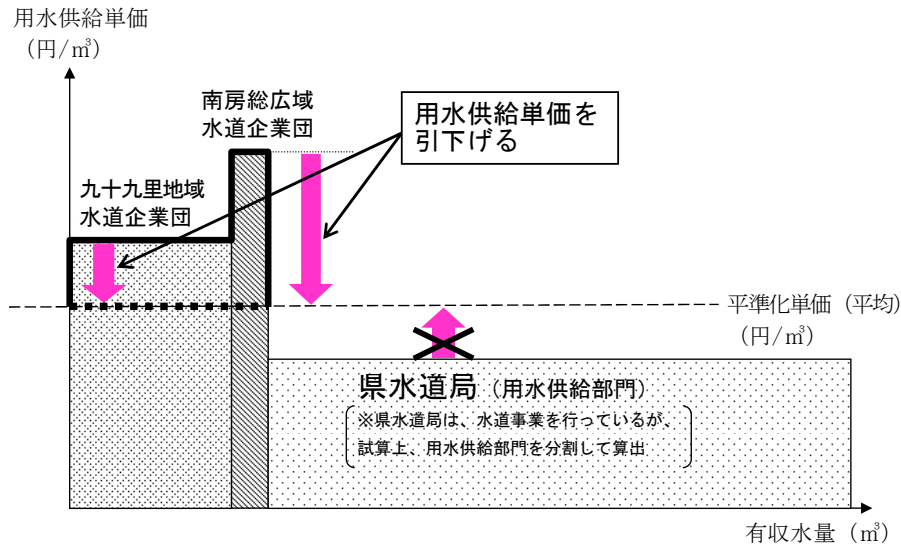 用水供給単価
（円/㎥）
南房総広域
水道企業団
用水供給単価を
引下げる
九十九里地域
水道企業団
平準化単価（平均）
（円/㎥）
県水道局（用水供給部門）
※県水道局は、水道事業を行っているが、
試算上、用水供給部門を分割して算出
有収水量（㎥）